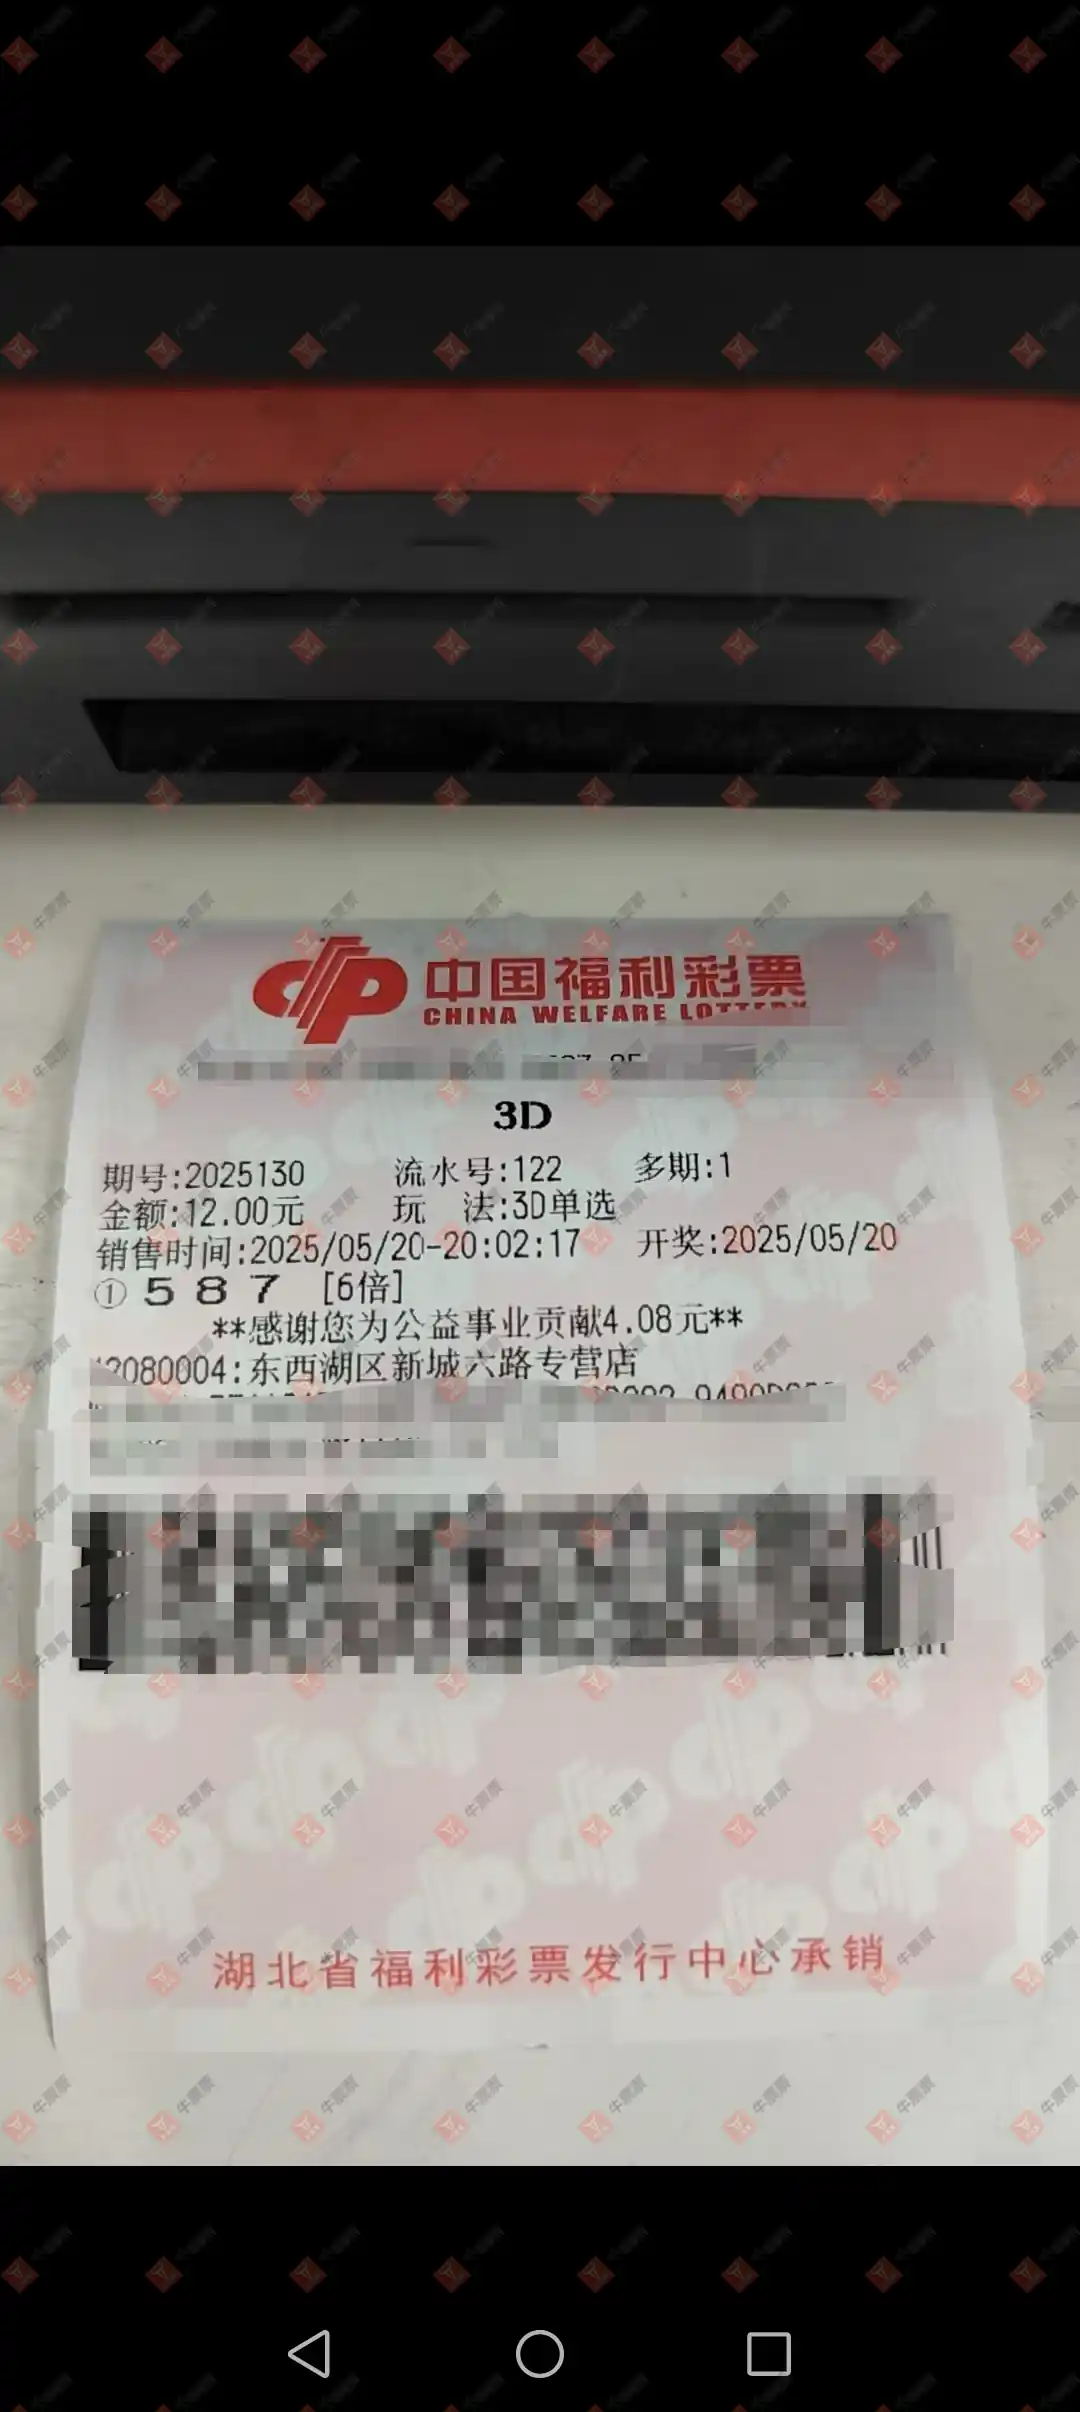 中国福利彩票
CHINA WELFARE LOTTERY
3D
期号:2025130 流水号:122 多期:1
金额:12.00元 玩 法:3D单选
销售时间:2025/05/20-20:02:17 开奖:2025/05/20
① 5 8 7 [6倍]
**感谢您为公益事业贡献4.08元**
2080004:东西湖区新城六路专营店
湖北省福利彩票发行中心承销
牛票票